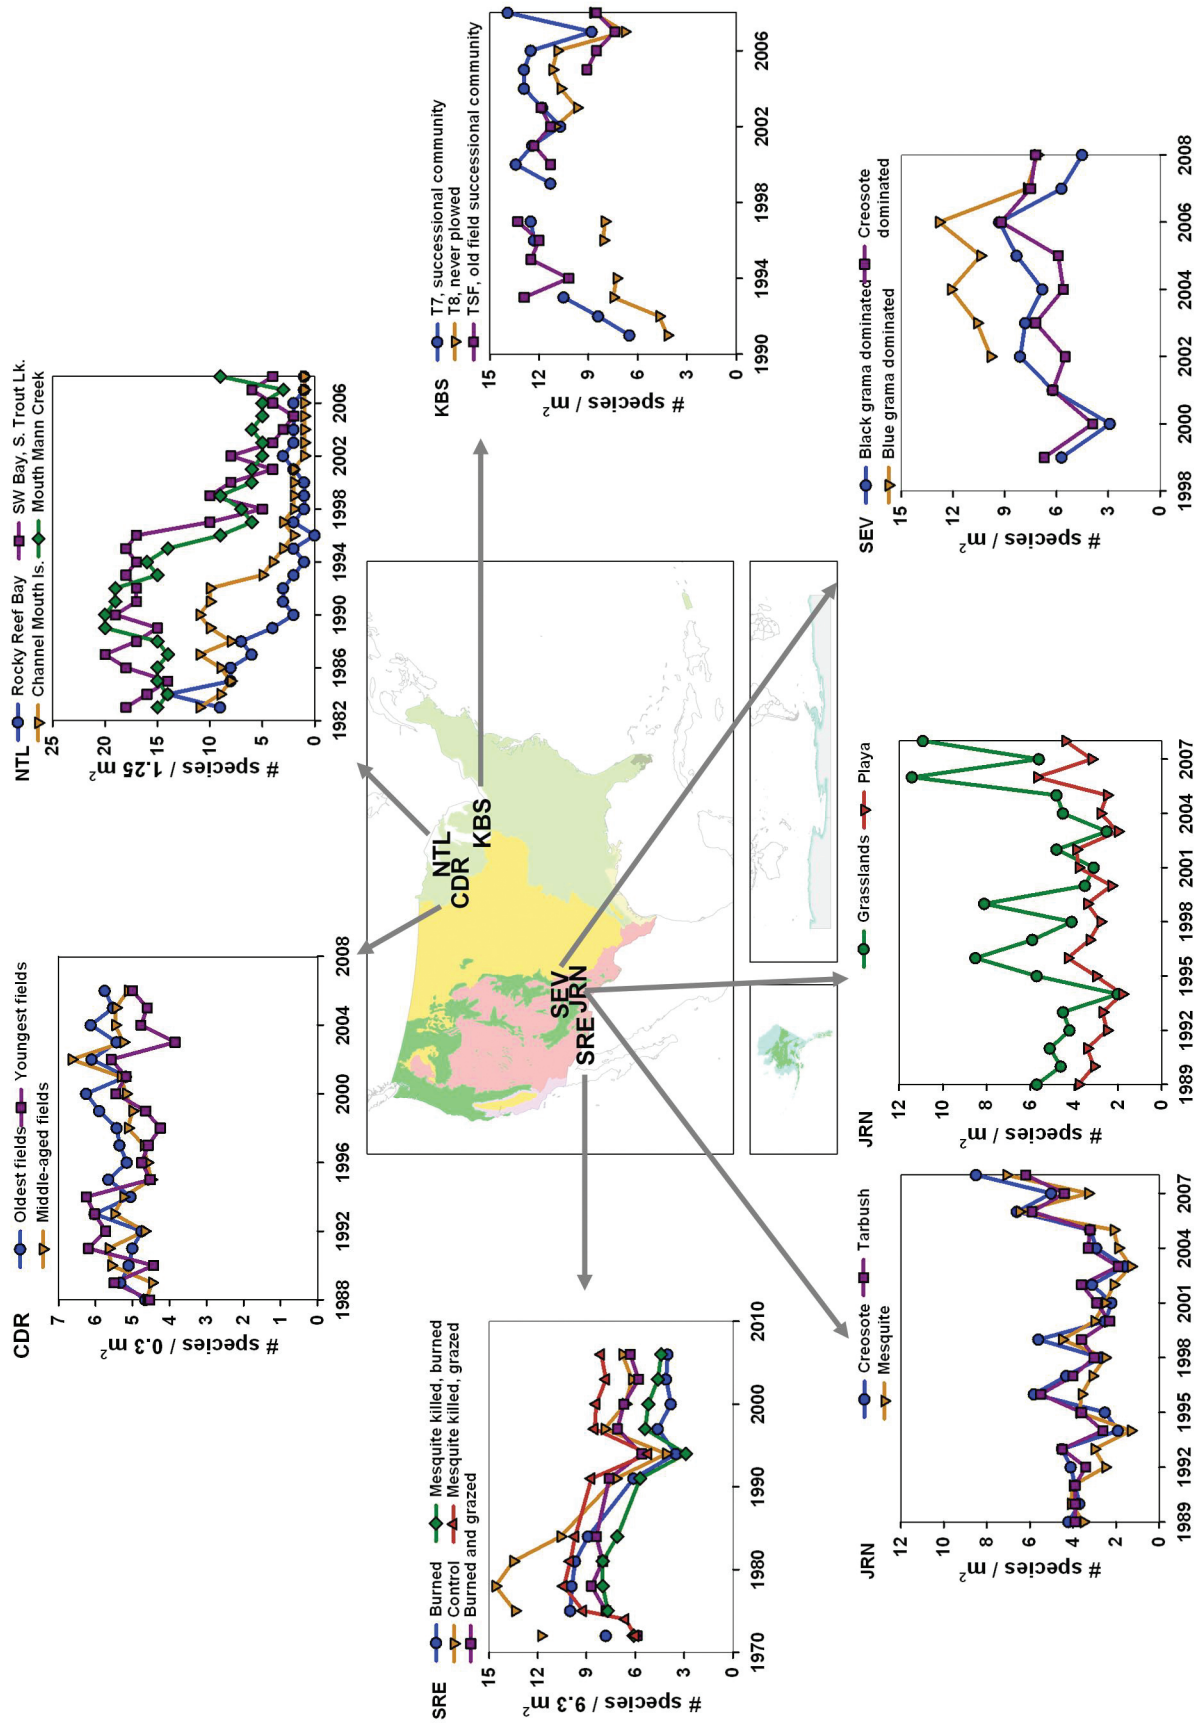 CDR
Oldest fields Youngest fields
Middle-aged fields
# species / 0.3 m²
7
6
5
4
3
2
1
0
1988 1992 1996 2000 2004 2008
NTL
Rocky Reef Bay SW Bay, S. Trout Lk.
Channel Mouth Is. Mouth Mann Creek
# species / 1.25 m²
25
20
15
10
5
0
1982 1986 1990 1994 1998 2002 2006
SRE
Burned Mesquite killed, burned
Control Mesquite killed, grazed
Burned and grazed
# species / 9.3 m²
15
12
9
6
3
0
1970 1980 1990 2000 2010
NTL
CDR
KBS
SEV
JRN
SRE
KBS
T7, successional community
T8, never plowed
TSF, old field successional community
# species / m²
15
12
9
6
3
0
1990 1994 1998 2002 2006
JRN
Creosote Tarbush
Mesquite
# species / m²
12
10
8
6
4
2
0
1989 1992 1995 1998 2001 2004 2007
JRN
Grasslands Playa
# species / m²
12
10
8
6
4
2
0
1989 1992 1995 1998 2001 2004 2007
SEV
Black grama dominated Creosote
Blue grama dominated dominated
# species / m²
15
12
9
6
3
0
1998 2000 2002 2004 2006 2008